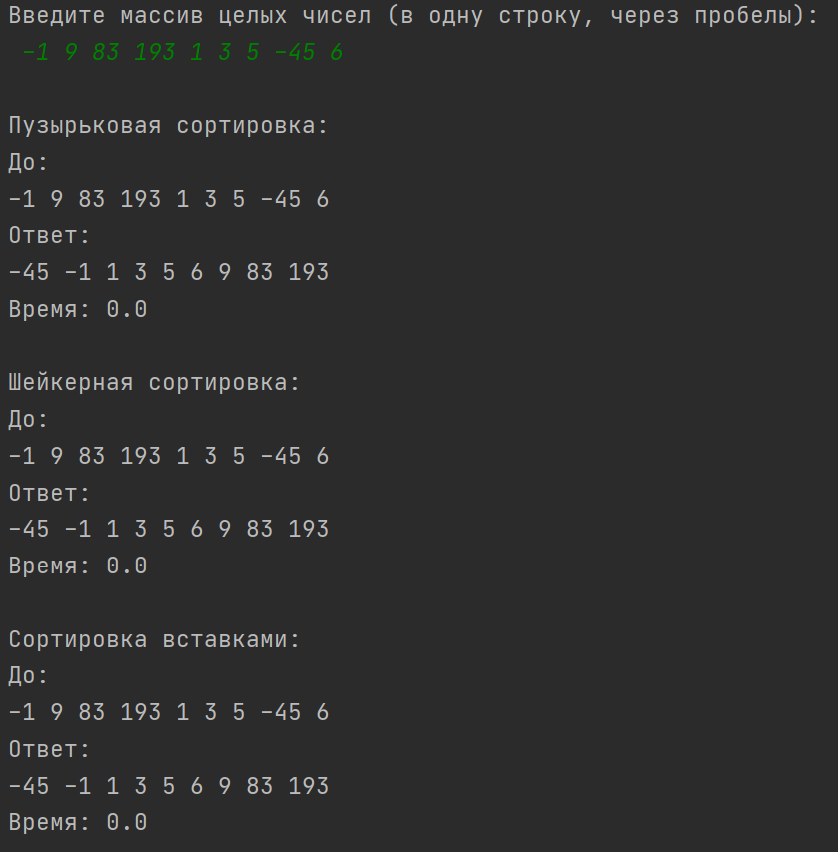 Введите массив целых чисел (в одну строку, через пробелы):
-1 9 83 193 1 3 5 -45 6
Пузырьковая сортировка:
До:
-1 9 83 193 1 3 5 -45 6
Ответ:
-45 -1 1 3 5 6 9 83 193
Время: 0.0
Шейкерная сортировка:
До:
-1 9 83 193 1 3 5 -45 6
Ответ:
-45 -1 1 3 5 6 9 83 193
Время: 0.0
Сортировка вставками:
До:
-1 9 83 193 1 3 5 -45 6
Ответ:
-45 -1 1 3 5 6 9 83 193
Время: 0.0